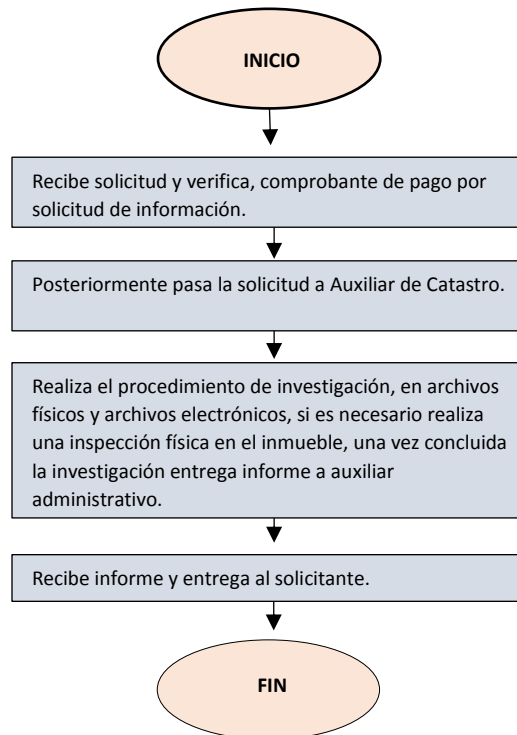 INICIO
Recibe solicitud y verifica, comprobante de pago por
solicitud de información.
Posteriormente pasa la solicitud a Auxiliar de Catastro.
Realiza el procedimiento de investigación, en archivos
físicos y archivos electrónicos, si es necesario realiza
una inspección física en el inmueble, una vez concluida
la investigación entrega informe a auxiliar
administrativo.
Recibe informe y entrega al solicitante.
FIN